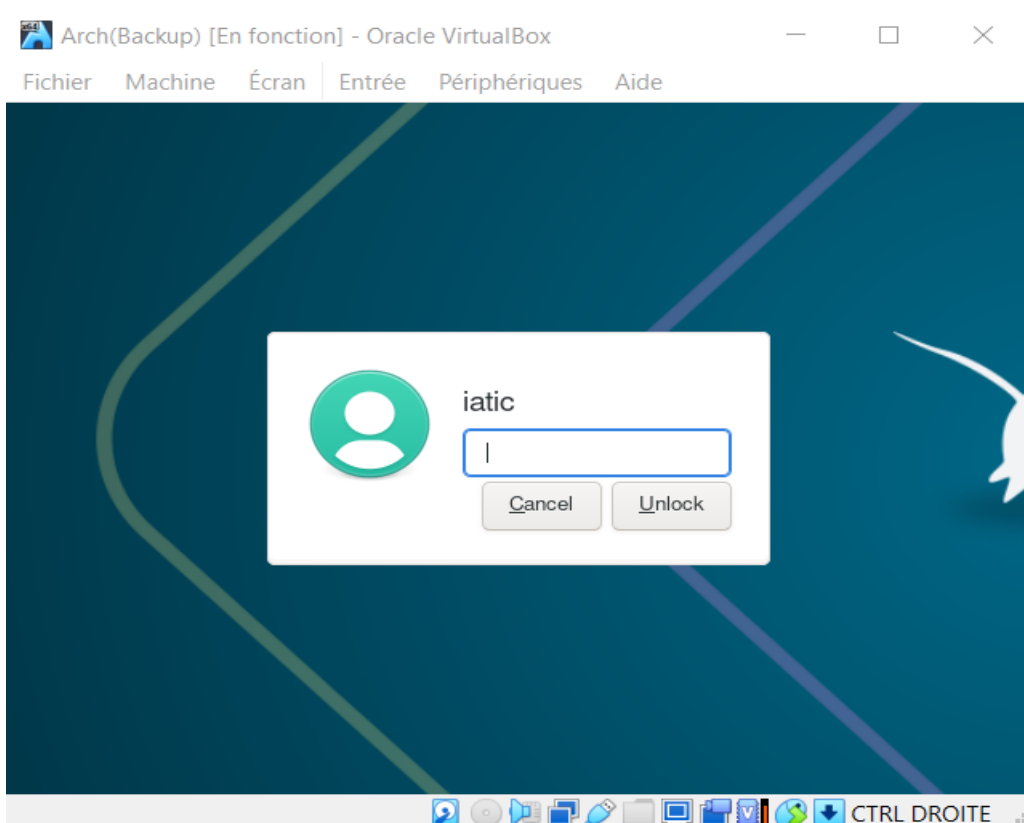 Arch(Backup) [En fonction] - Oracle VirtualBox
Fichier Machine Écran Entrée Périphériques Aide
iatic
Cancel Unlock
CTRL DROITE